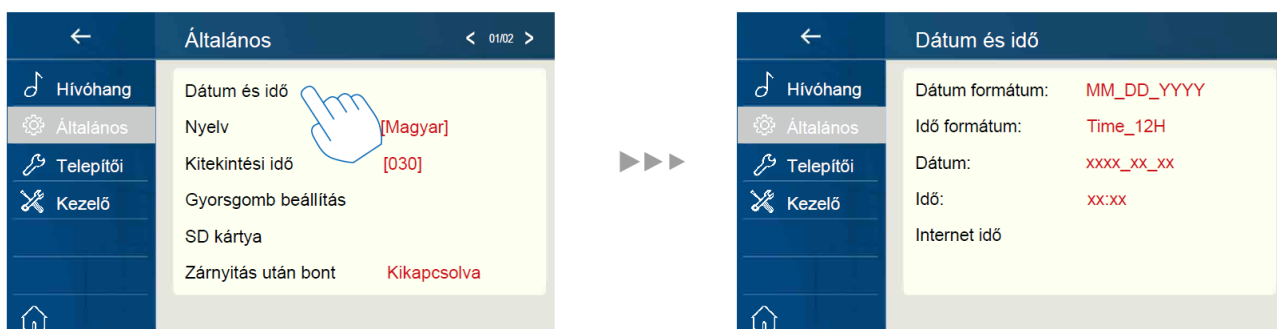 Általános
< 01/02 >
Hívóhang
Általános
Telepítői
Kezelő
Dátum és idő
Nyelv [Magyar]
Kitekintési idő [030]
Gyorsgomb beállítás
SD kártya
Zárnyitás után bont Kikapcsolva
Dátum és idő
Hívóhang
Általános
Telepítői
Kezelő
Dátum formátum: MM_DD_YYYY
Idő formátum: Time_12H
Dátum: xxxx_xx_xx
Idő: xx:xx
Internet idő